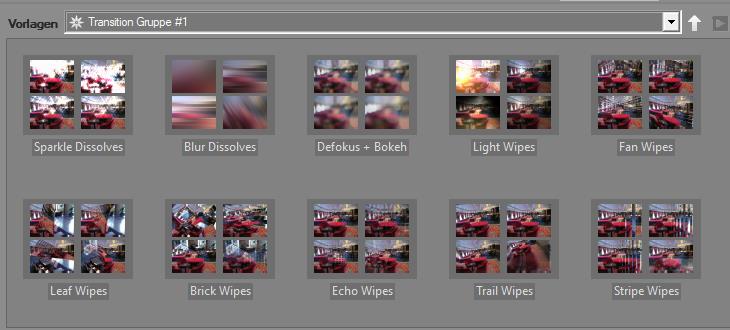 Vorlagen Transition Gruppe #1
Sparkle Dissolves Blur Dissolves Defokus + Bokeh Light Wipes Fan Wipes
Leaf Wipes Brick Wipes Echo Wipes Trail Wipes Stripe Wipes